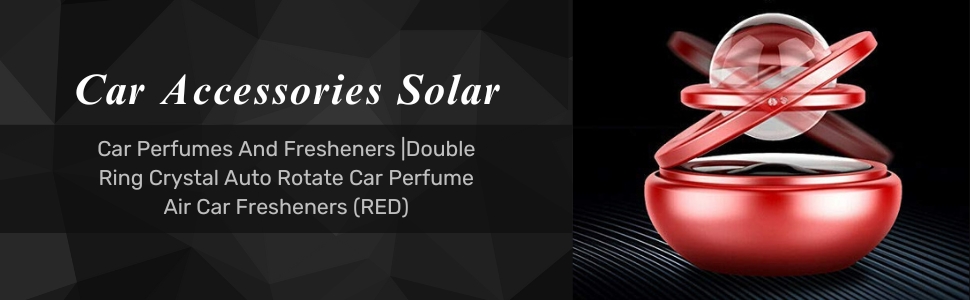 Car Accessories Solar
Car Perfumes And Fresheners |Double
Ring Crystal Auto Rotate Car Perfume
Air Car Fresheners (RED)